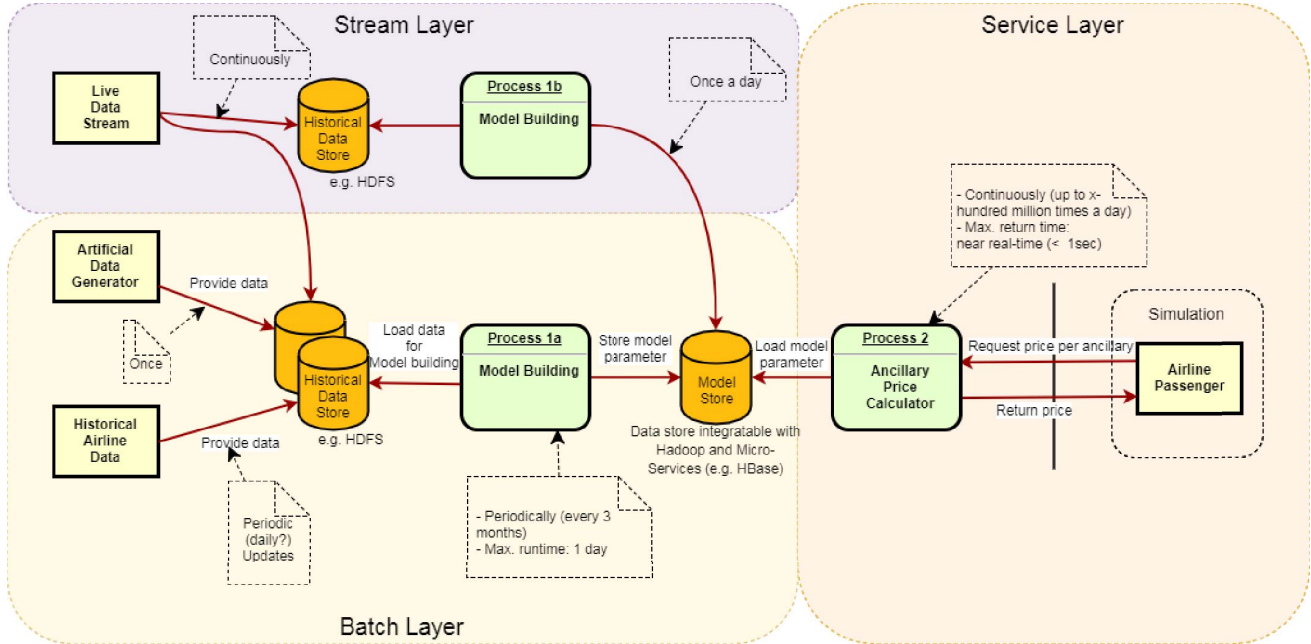 Stream Layer
Service Layer
Continuously
Once a day
Live
Data
Stream
Historical
Data
Store
e.g. HDFS
Process 1b
Model Building
- Continuously (up to x-
hundred million times a day)
- Max. return time:
near real-time (< 1sec)
Artificial
Data
Generator
Provide data
Once
Historical
Airline
Data
Provide data
Periodic
(daily?)
Updates
Historical
Data
Store
e.g. HDFS
Load data
for
Model building
Process 1a
Model Building
- Periodically (every 3
months)
- Max. runtime: 1 day
Store model
parameter
Model
Store
Data store integratable with
Hadoop and Micro-
Services (e.g. HBase)
Load model
parameter
Process 2
Ancillary
Price
Calculator
Request price per ancillary
Return price
Simulation
Airline
Passenger
Batch Layer